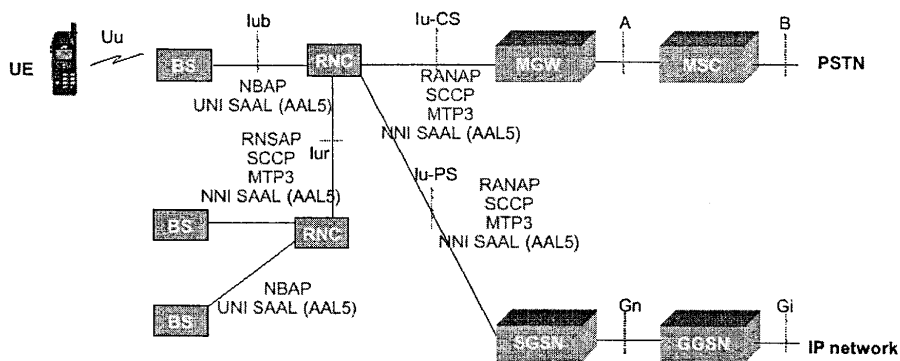 Iub
Iu-CS
A
B
Uu
UE
BS
RNC
MGW
MSC
PSTN
NBAP
UNI SAAL (AAL5)
RANAP
SCCP
MTP3
NNI SAAL (AAL5)
RNSAP
SCCP
MTP3
NNI SAAL (AAL5)
Iur
Iu-PS
RANAP
SCCP
MTP3
NNI SAAL (AAL5)
BS
RNC
NBAP
UNI SAAL (AAL5)
BS
SGSN
Gn
GGSN
Gi
IP network